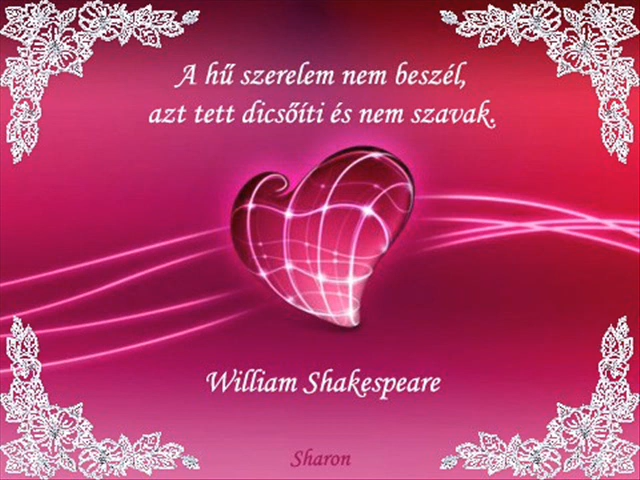 A hű szerelem nem beszél,
azt tett dicsőíti és nem szavak.
William Shakespeare
Sharon